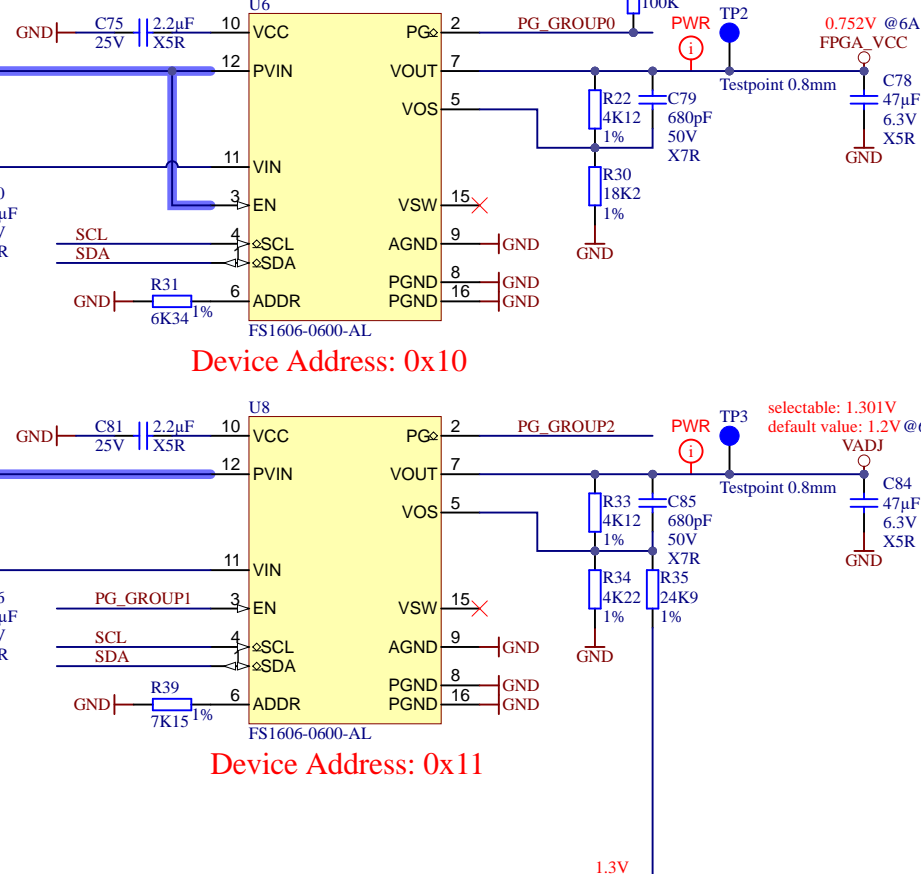 U6
100K
GND
C75
2.2µF
25V
X5R
10
VCC
PG
2
PG_GROUP0
PWR
i
TP2
0.752V @6A
FPGA_VCC
12
PVIN
VOUT
7
Testpoint 0.8mm
C78
47µF
6.3V
X5R
GND
VOS
5
R22
4K12
1%
C79
680pF
50V
X7R
11
VIN
R30
18K2
1%
GND
3
EN
VSW
15
SCL
4
SCL
SDA
SDA
AGND
9
GND
PGND
8
GND
PGND
16
GND
GND
R31
6K34
1%
6
ADDR
FS1606-0600-AL
Device Address: 0x10
U8
GND
C81
2.2µF
25V
X5R
10
VCC
PG
2
PG_GROUP2
PWR
i
TP3
selectable: 1.301V
default value: 1.2V
VADJ
12
PVIN
VOUT
7
Testpoint 0.8mm
C84
47µF
6.3V
X5R
GND
VOS
5
R33
4K12
1%
C85
680pF
50V
X7R
11
VIN
R34
4K22
1%
GND
R35
24K9
1%
PG_GROUP1
3
EN
VSW
15
SCL
4
SCL
SDA
SDA
AGND
9
GND
PGND
8
GND
PGND
16
GND
GND
R39
7K15
1%
6
ADDR
FS1606-0600-AL
Device Address: 0x11
1.3V